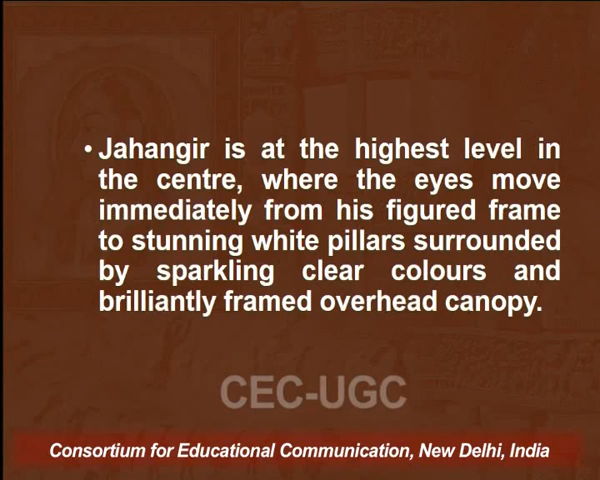 • Jahangir is at the highest level in
the centre, where the eyes move
immediately from his figured frame
to stunning white pillars surrounded
by sparkling clear colours and
brilliantly framed overhead canopy.
CEC-UGC
Consortium for Educational Communication, New Delhi, India